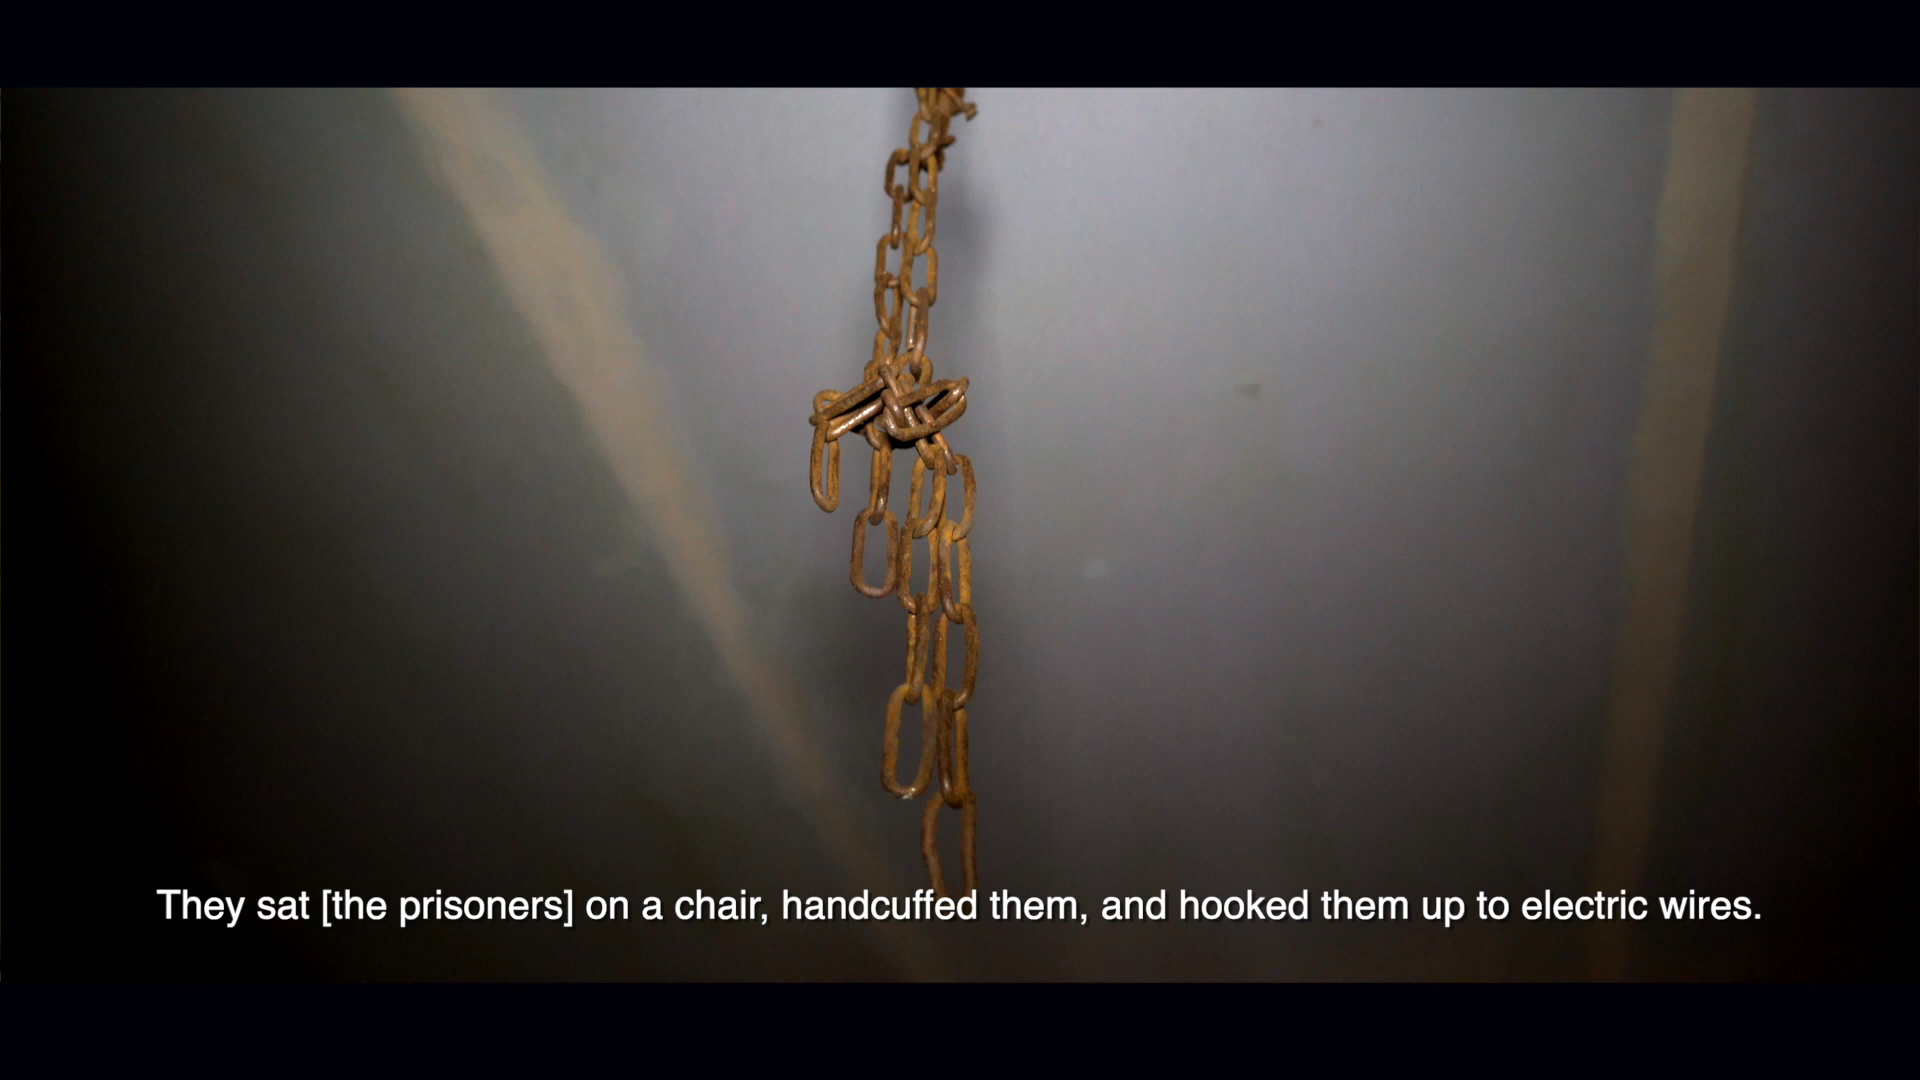 They sat [the prisoners] on a chair, handcuffed them, and hooked them up to electric wires.